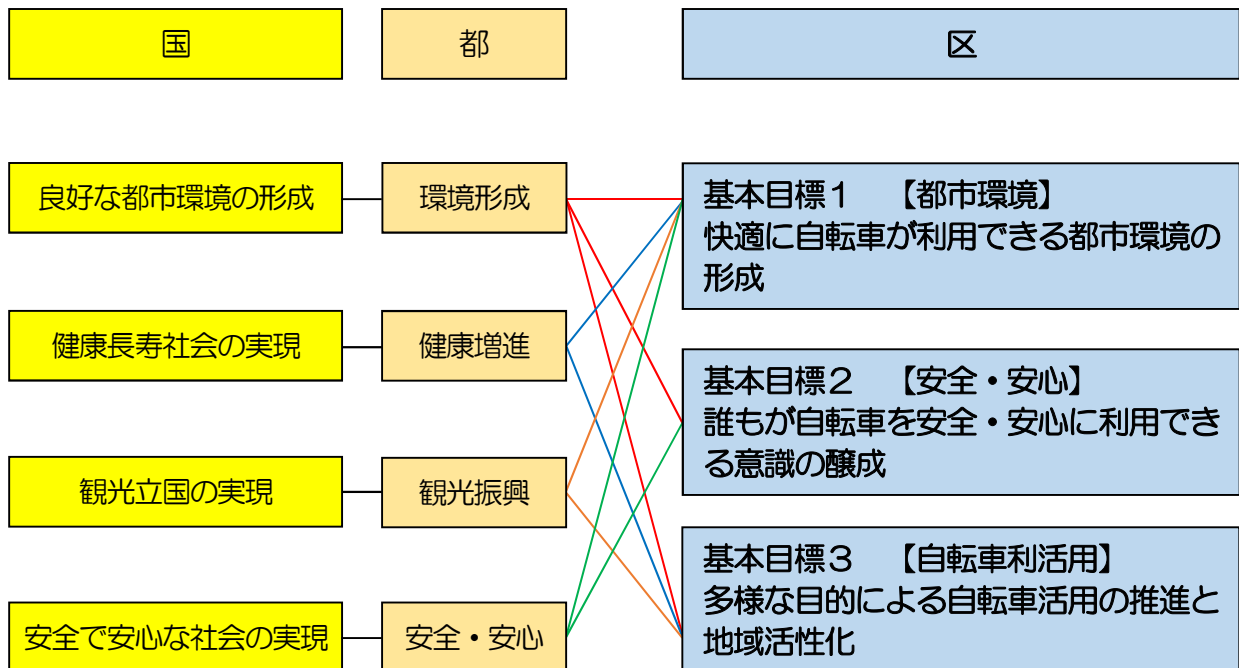 国
都
区
良好な都市環境の形成
環境形成
基本目標1 【都市環境】
快適に自転車が利用できる都市環境の
形成
健康長寿社会の実現
健康増進
基本目標2 【安全・安心】
誰もが自転車を安全・安心に利用でき
る意識の醸成
観光立国の実現
観光振興
基本目標3 【自転車利活用】
多様な目的による自転車活用の推進と
地域活性化
安全で安心な社会の実現
安全・安心